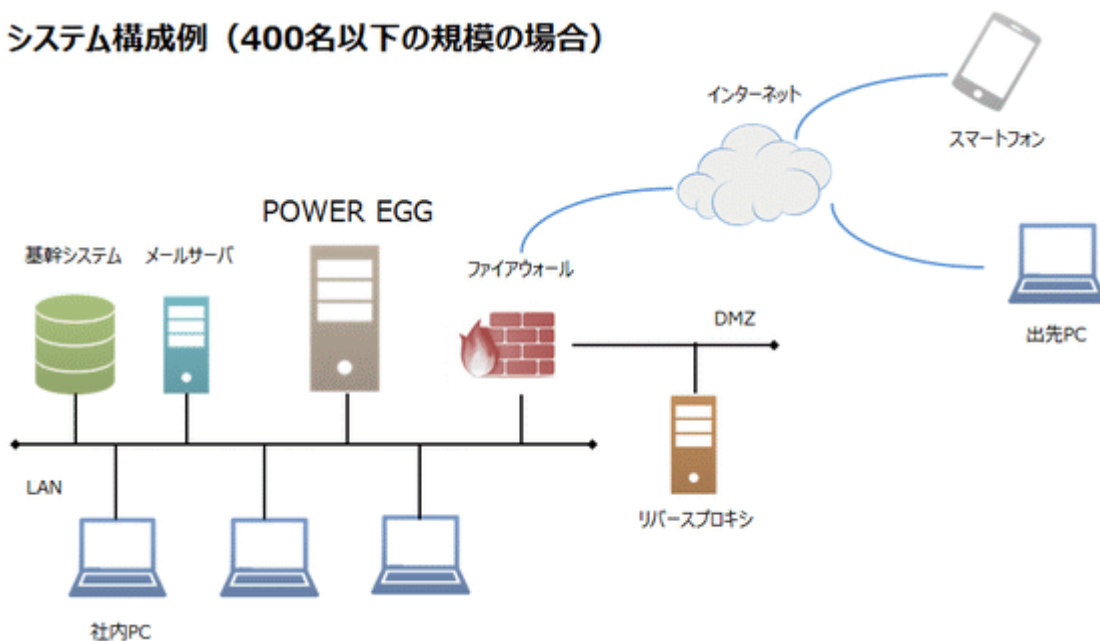 システム構成例（400名以下の規模の場合）
インターネット
スマートフォン
POWER EGG
基幹システム
メールサーバ
ファイアウォール
DMZ
出先PC
LAN
リバースプロキシ
社内PC